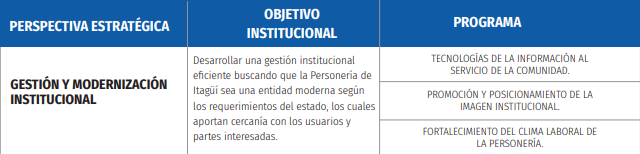 PERSPECTIVA ESTRATÉGICA
OBJETIVO
INSTITUCIONAL
PROGRAMA
GESTIÓN Y MODERNIZACIÓN
INSTITUCIONAL
Desarrollar una gestión institucional
eficiente buscando que la Personería de
Itagüí sea una entidad moderna según
los requerimientos del estado, los cuales
aportan cercanía con los usuarios y
partes interesadas.
TECNOLOGÍAS DE LA INFORMACIÓN AL
SERVICIO DE LA COMUNIDAD.
PROMOCIÓN Y POSICIONAMIENTO DE LA
IMAGEN INSTITUCIONAL.
FORTALECIMIENTO DEL CLIMA LABORAL DE
LA PERSONERÍA.